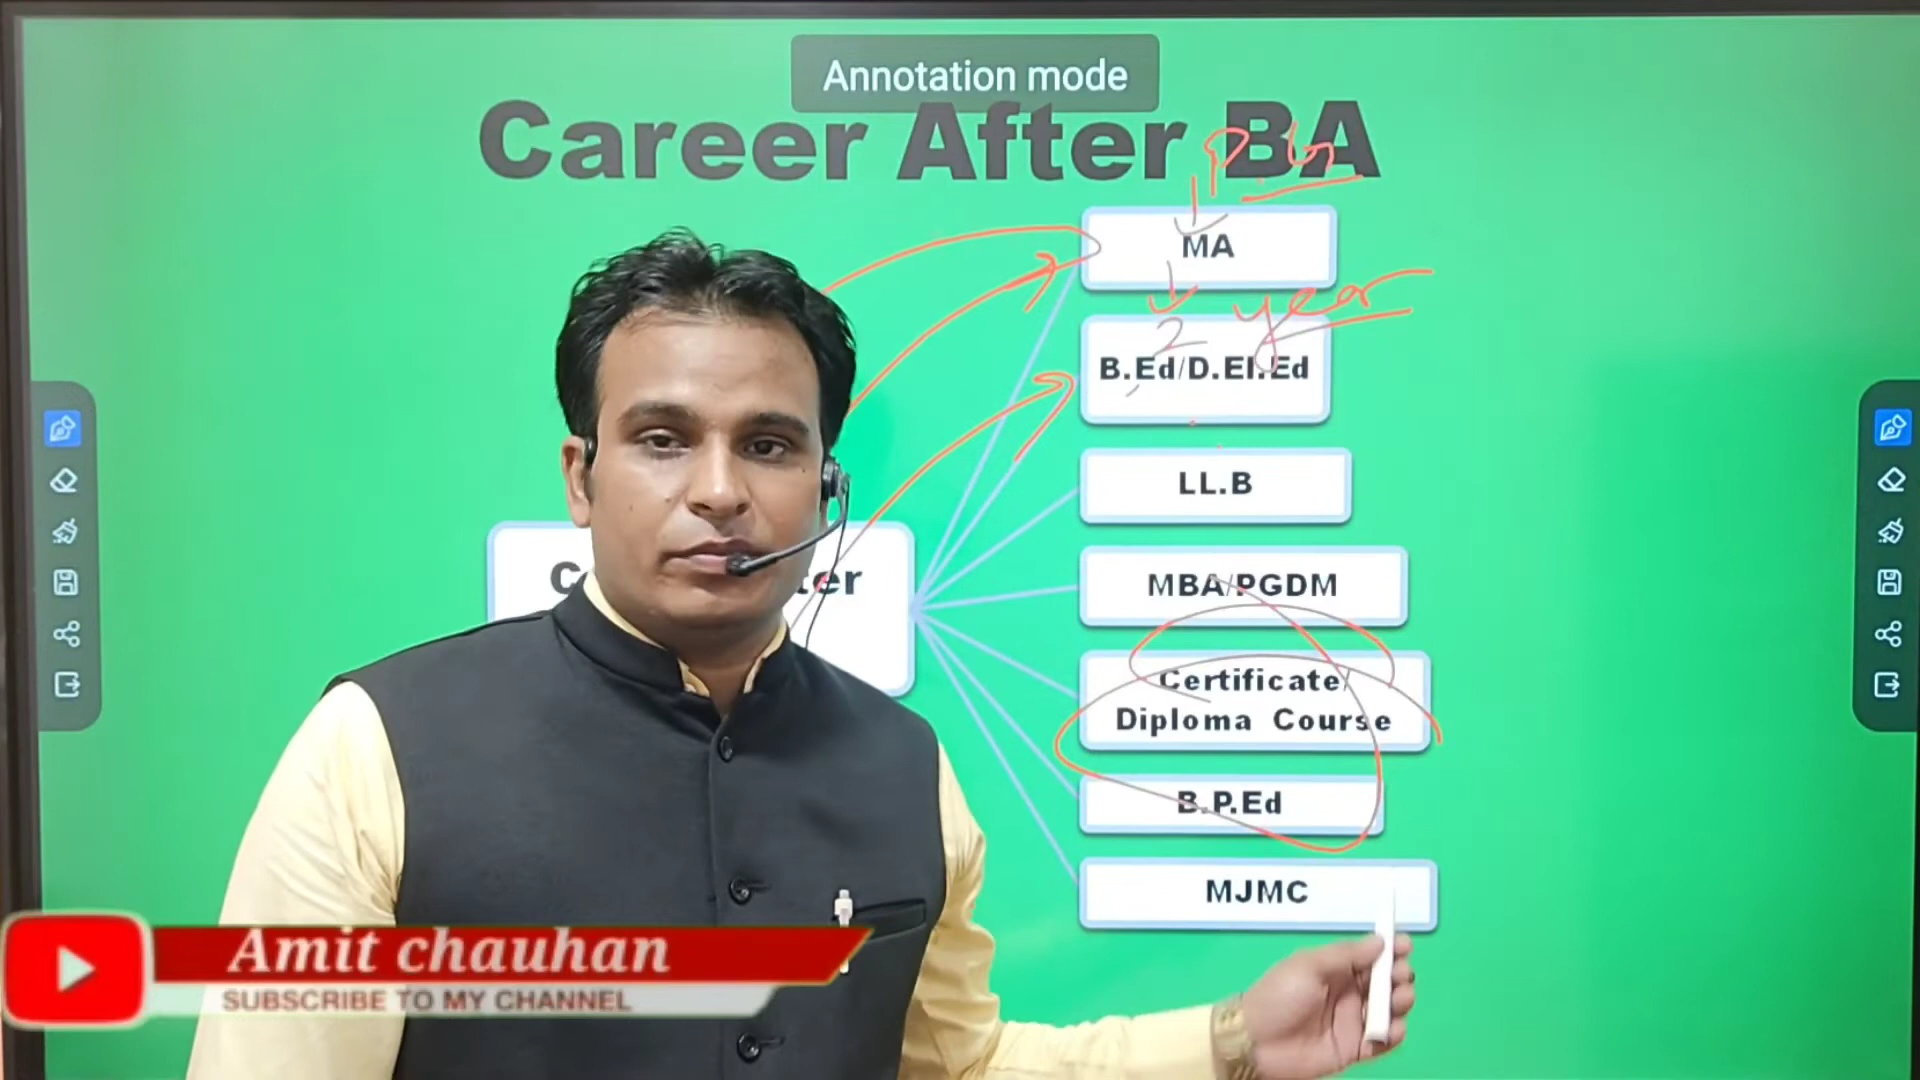 Annotation mode
Career After BA
P.G
MA
2 year
B.Ed/D.El.Ed
LL.B
MBA/PGDM
Certificate/
Diploma Course
B.P.Ed
MJMC
Amit chauhan
SUBSCRIBE TO MY CHANNEL